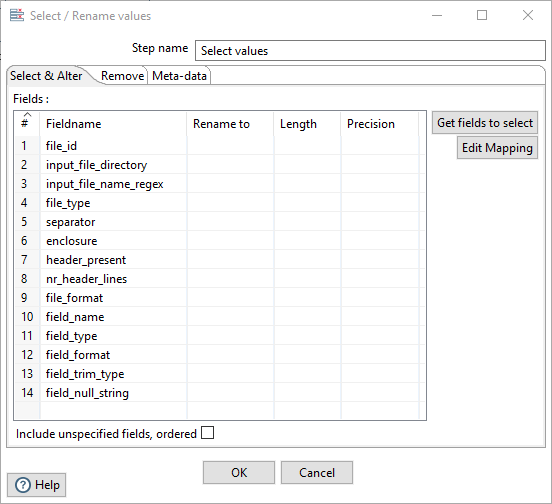 Select / Rename values
Step name Select values
Select & Alter Remove Meta-data
Fields :
# Fieldname Rename to Length Precision
1 file_id
2 input_file_directory
3 input_file_name_regex
4 file_type
5 separator
6 enclosure
7 header_present
8 nr_header_lines
9 file_format
10 field_name
11 field_type
12 field_format
13 field_trim_type
14 field_null_string
Get fields to select
Edit Mapping
Include unspecified fields, ordered
OK Cancel
? Help